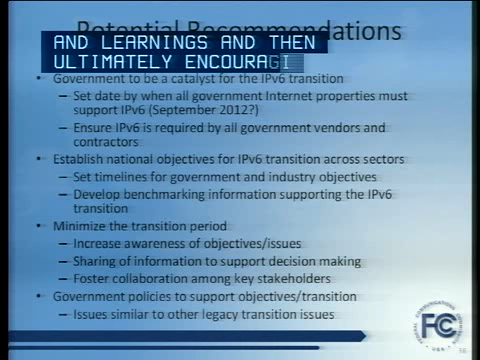 Potential Recommendations
AND LEARNINGS AND THEN
ULTIMATELY ENCOURAGI
• Government to be a catalyst for the IPv6 transition
– Set date by when all government Internet properties must
support IPv6 (September 2012?)
– Ensure IPv6 is required by all government vendors and
contractors
• Establish national objectives for IPv6 transition across sectors
– Set timelines for government and industry objectives
– Develop benchmarking information supporting the IPv6
transition
• Minimize the transition period
– Increase awareness of objectives/issues
– Sharing of information to support decision making
– Foster collaboration among key stakeholders
• Government policies to support objectives/transition
– Issues similar to other legacy transition issues
FEDERAL COMMUNICATIONS COMMISSION
FCC
USA